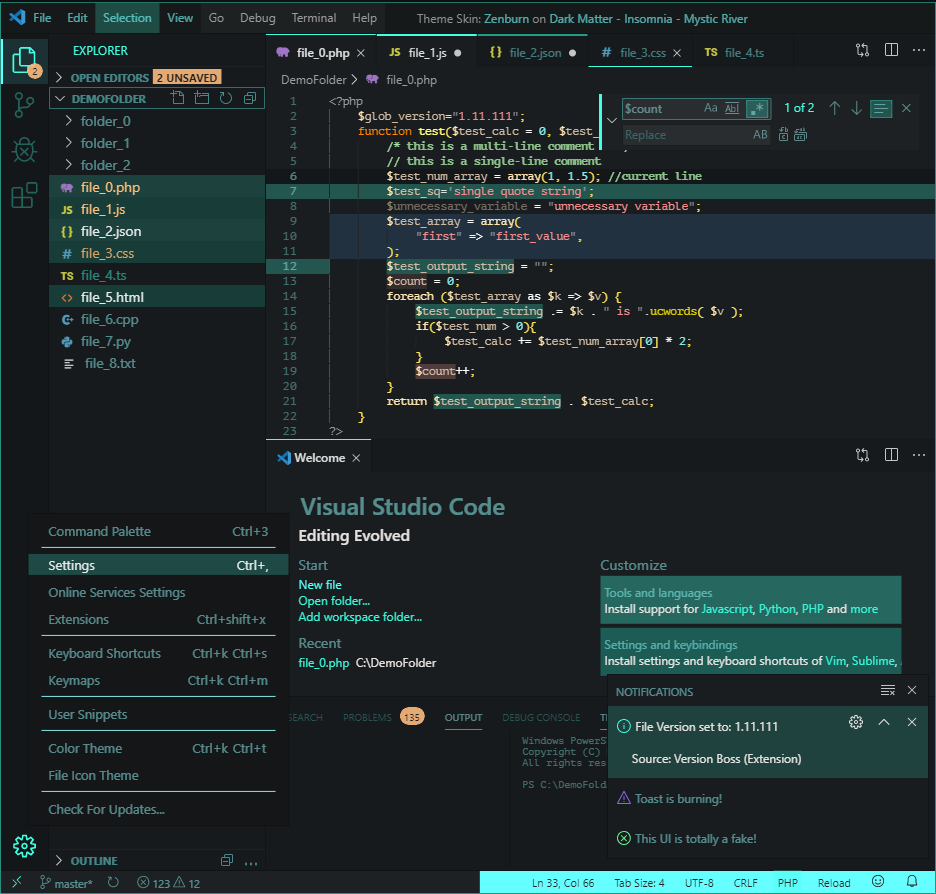 File Edit Selection View Go Debug Terminal Help Theme Skin: Zenburn on Dark Matter - Insomnia - Mystic River
EXPLORER
OPEN EDITORS 2 UNSAVED
DEMOFOLDER
folder_0
folder_1
folder_2
file_0.php
JS file_1.js
{} file_2.json
# file_3.css
TS file_4.ts
<> file_5.html
file_6.cpp
file_7.py
file_8.txt
2
file_0.php × JS file_1.js ● {} file_2.json ● # file_3.css × TS file_4.ts
DemoFolder > file_0.php
$count Aa Abl .* 1 of 2
Replace AB
1 <?php
2 $glob_version="1.11.111";
3 function test($test_calc = 0, $test_
4 /* this is a multi-line comment
5 // this is a single-line comment
6 $test_num_array = array(1, 1.5); //current line
7 $test_sq='single quote string';
8 $unnecessary_variable = "unnecessary variable";
9 $test_array = array(
10 "first" => "first_value",
11 );
12 $test_output_string = "";
13 $count = 0;
14 foreach ($test_array as $k => $v) {
15 $test_output_string .= $k . " is ".ucwords( $v );
16 if($test_num > 0){
17 $test_calc += $test_num_array[0] * 2;
18 }
19 $count++;
20 }
21 return $test_output_string . $test_calc;
22 }
23 ?>
Welcome ×
Visual Studio Code
Editing Evolved
Start
New file
Open folder...
Add workspace folder...
Recent
file_0.php C:\DemoFolder
Customize
Tools and languages
Install support for Javascript, Python, PHP and more
Settings and keybindings
Install settings and keyboard shortcuts of Vim, Sublime,
Command Palette Ctrl+3
Settings Ctrl+,
Online Services Settings
Extensions Ctrl+shift+x
Keyboard Shortcuts Ctrl+k Ctrl+s
Keymaps Ctrl+k Ctrl+m
User Snippets
Color Theme Ctrl+k Ctrl+t
File Icon Theme
Check For Updates...
SEARCH PROBLEMS 135 OUTPUT DEBUG CONSOLE T
Windows PowerS
Copyright (C)
All rights res
PS C:\DemoFold
NOTIFICATIONS
File Version set to: 1.11.111
Source: Version Boss (Extension)
Toast is burning!
This UI is totally a fake!
OUTLINE ...
master* 123 12 Ln 33, Col 66 Tab Size: 4 UTF-8 CRLF PHP Reload